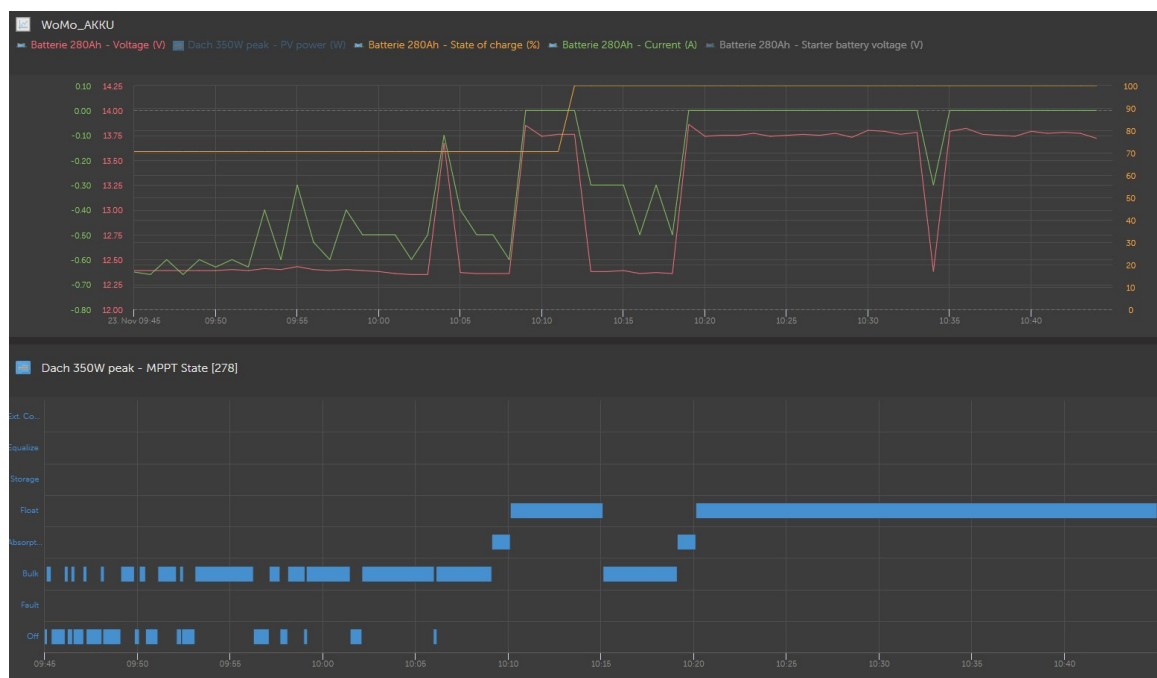 WoMo_AKKU
Batterie 280Ah - Voltage (V) Dach 350W peak - PV power (W) Batterie 280Ah - State of charge (%) Batterie 280Ah - Current (A) Batterie 280Ah - Starter battery voltage (V)
0.10 14.25 100
0.00 14.00 90
-0.10 13.75 80
-0.20 13.50 70
-0.30 13.25 60
-0.40 13.00 50
-0.50 12.75 40
-0.60 12.50 30
20
-0.70 12.25 10
-0.80 12.00 0
23. Nov 09:45 09:50 09:55 10:00 10:05 10:10 10:15 10:20 10:25 10:30 10:35 10:40
Dach 350W peak - MPPT State [278]
Ext. Co...
Equalize
Storage
Float
Absorpt...
Bulk
Fault
Off
09:45 09:50 09:55 10:00 10:05 10:10 10:15 10:20 10:25 10:30 10:35 10:40